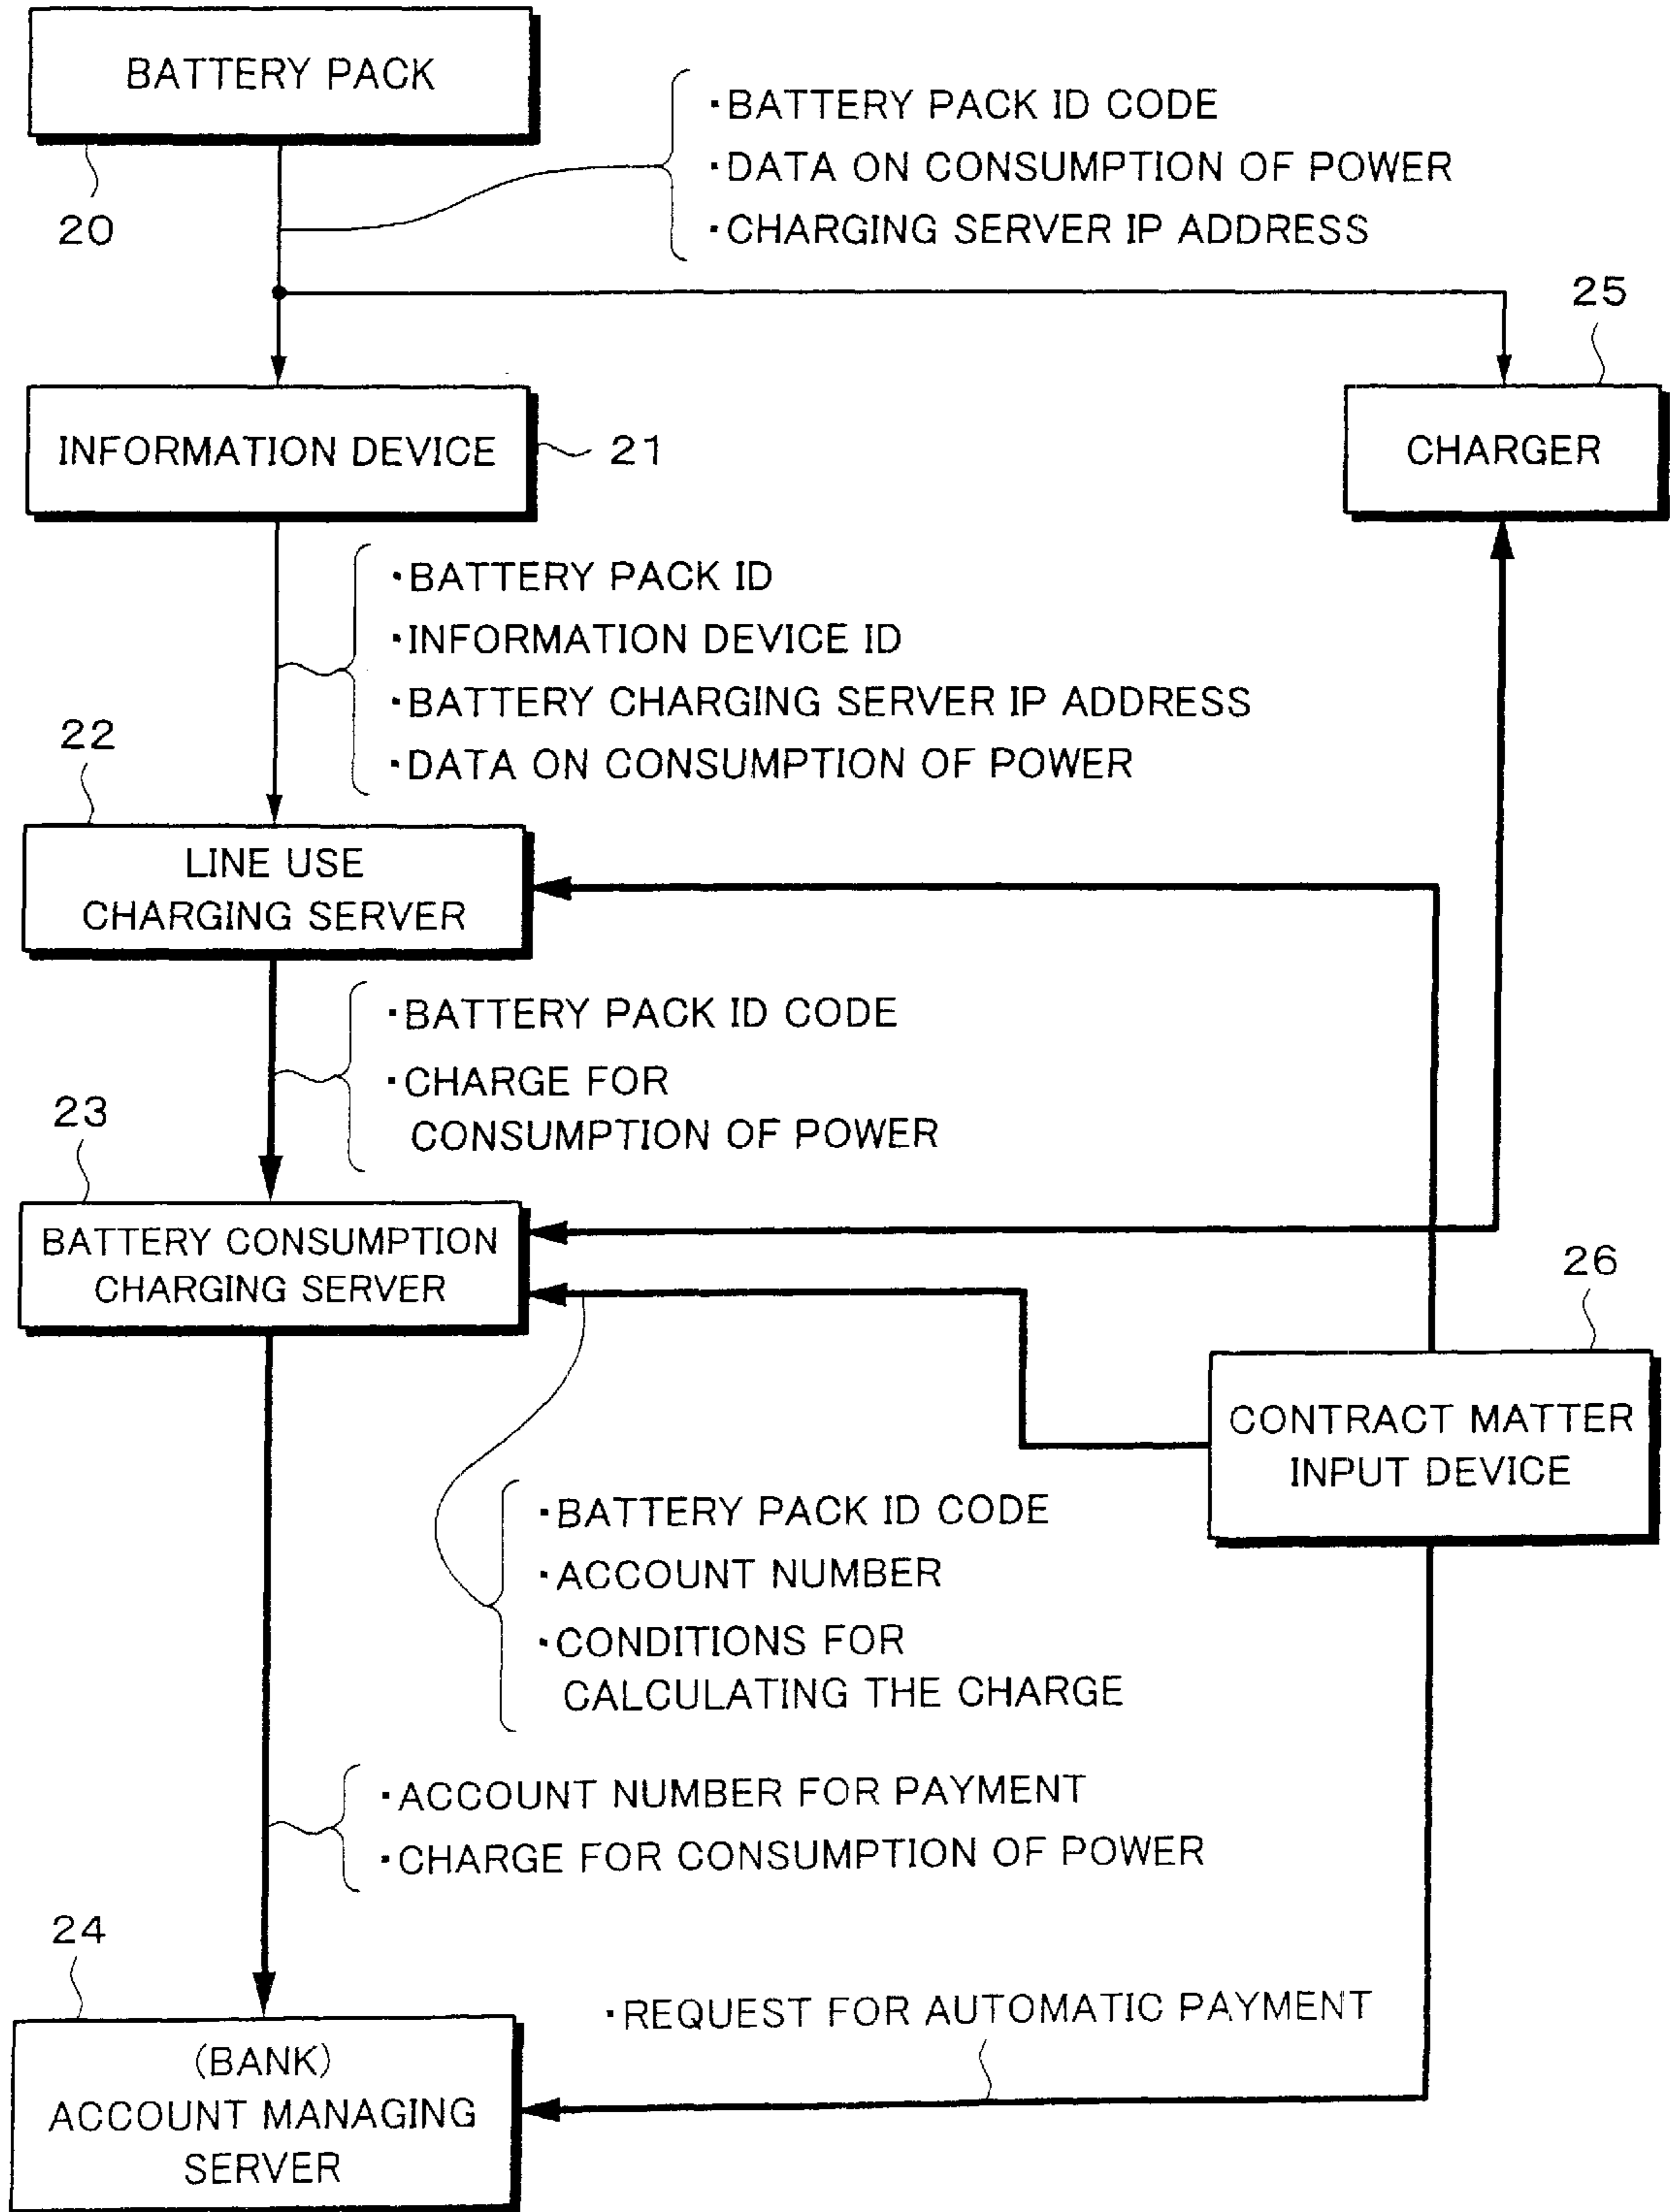 BATTERY PACK
20
・BATTERY PACK ID CODE
・DATA ON CONSUMPTION OF POWER
・CHARGING SERVER IP ADDRESS
25
INFORMATION DEVICE
21
CHARGER
・BATTERY PACK ID
・INFORMATION DEVICE ID
・BATTERY CHARGING SERVER IP ADDRESS
・DATA ON CONSUMPTION OF POWER
22
LINE USE
CHARGING SERVER
・BATTERY PACK ID CODE
・CHARGE FOR
CONSUMPTION OF POWER
23
BATTERY CONSUMPTION
CHARGING SERVER
26
CONTRACT MATTER
INPUT DEVICE
・BATTERY PACK ID CODE
・ACCOUNT NUMBER
・CONDITIONS FOR
CALCULATING THE CHARGE
・ACCOUNT NUMBER FOR PAYMENT
・CHARGE FOR CONSUMPTION OF POWER
24
・REQUEST FOR AUTOMATIC PAYMENT
(BANK)
ACCOUNT MANAGING
SERVER